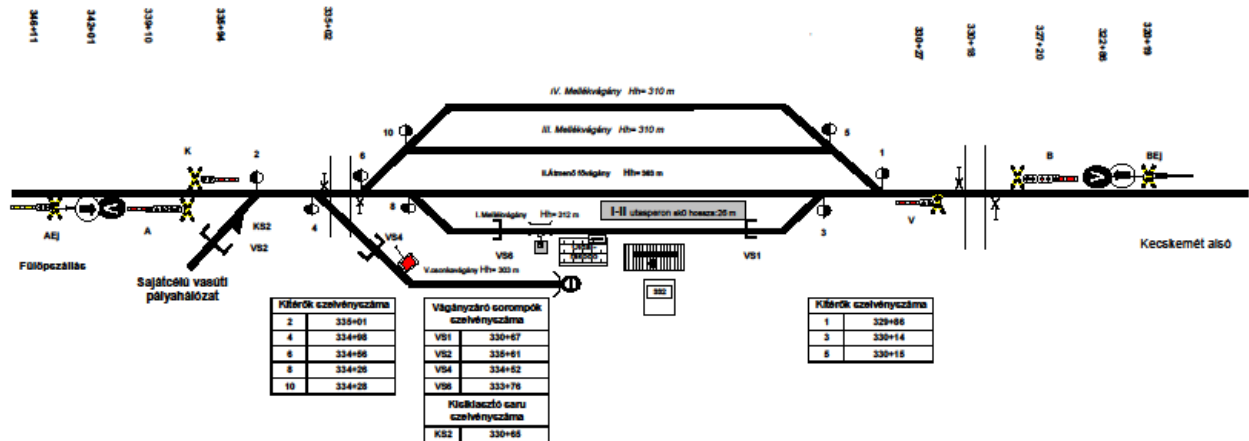 346+11
342+01
339+10
335+94
335+02
330+27
330+18
327+20
322+86
320+19
IV. Mellékvágány Hh= 310 m
10
III. Mellékvágány Hh= 310 m
5
K
2
6
II.Átmenő fővágány
1
B
BEj
V
AEj
A
KS2
VS2
4
8
VS4
I.Mellékvágány Hh= 312 m
I-II utasperon sk0 hossza:26 m
VS6
VS1
3
V
Kecskemét alsó
Fülöpszállás
Sajátcélú vasúti
pályahálózat
V.csonkavágány Hh= 303 m
Kitérők szelvényszáma
2 335+01
4 334+98
6 334+56
8 334+26
10 334+28
Vágányzáró sorompók
szelvényszáma
VS1 330+67
VS2 335+61
VS4 334+52
VS6 333+76
Kisiklasztó saru
szelvényszáma
KS2 330+65
Kitérők szelvényszáma
1 329+86
3 330+14
5 330+15